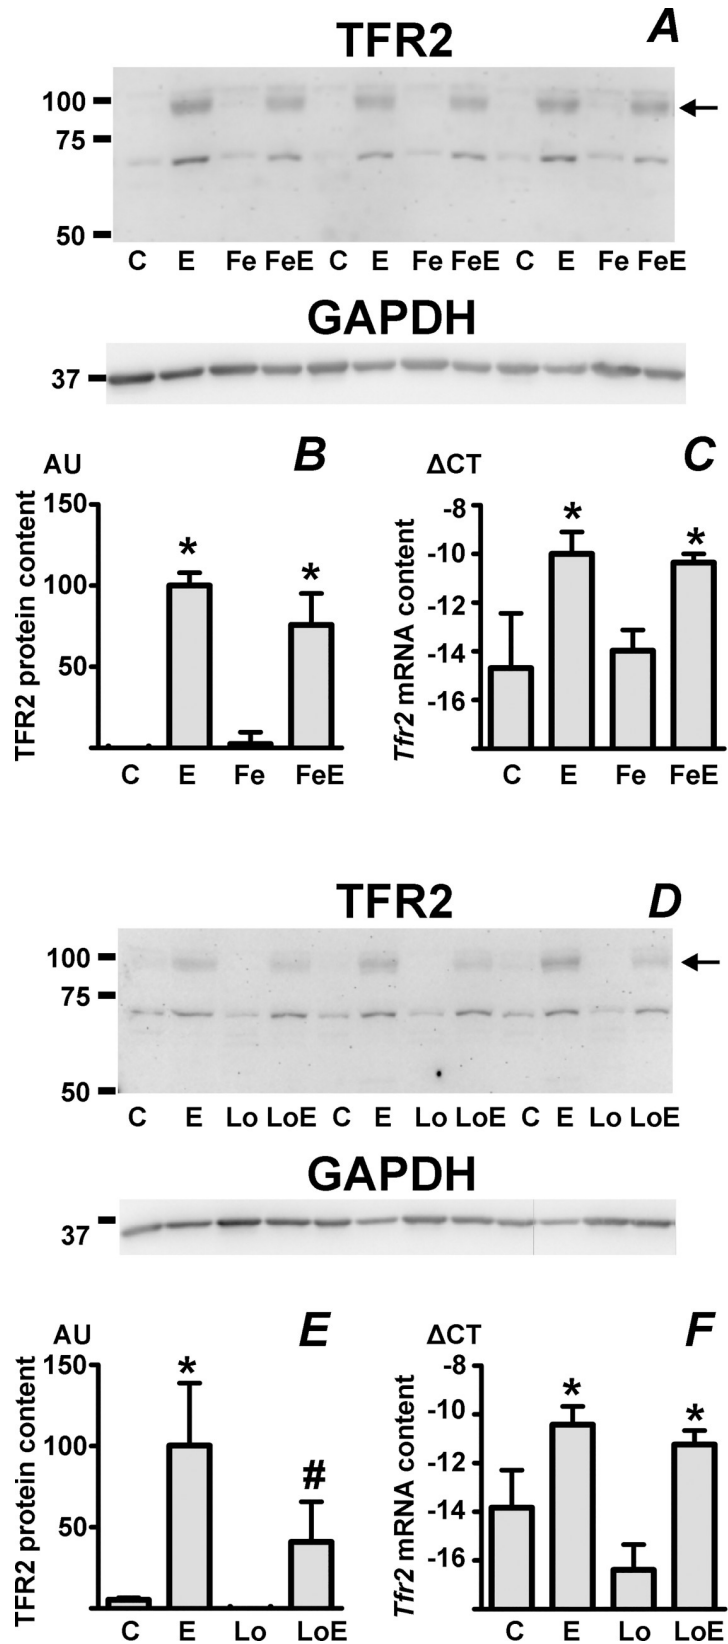 TFR2
A
100
75
50
C E Fe FeE C E Fe FeE C E Fe FeE
GAPDH
37
AU
B
TFR2 protein content
150
100
50
* *
C E Fe FeE
ΔCT
C
Tfr2 mRNA content
-8
-10
-12
-14
-16
* *
C E Fe FeE
TFR2
D
100
75
50
C E Lo LoE C E Lo LoE C E Lo LoE
GAPDH
37
AU
E
TFR2 protein content
150
100
50
* #
C E Lo LoE
ΔCT
F
Tfr2 mRNA content
-8
-10
-12
-14
-16
* *
C E Lo LoE